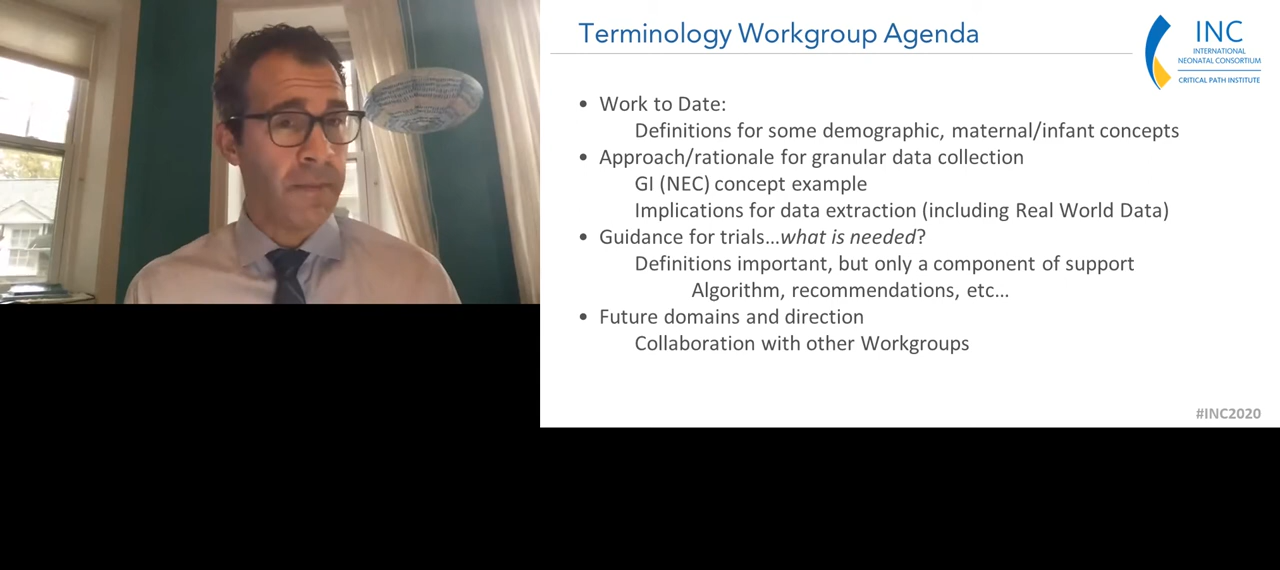 Terminology Workgroup Agenda
INC
INTERNATIONAL
NEONATAL CONSORTIUM
CRITICAL PATH INSTITUTE
• Work to Date:
Definitions for some demographic, maternal/infant concepts
• Approach/rationale for granular data collection
GI (NEC) concept example
Implications for data extraction (including Real World Data)
• Guidance for trials…what is needed?
Definitions important, but only a component of support
Algorithm, recommendations, etc…
• Future domains and direction
Collaboration with other Workgroups
#INC2020